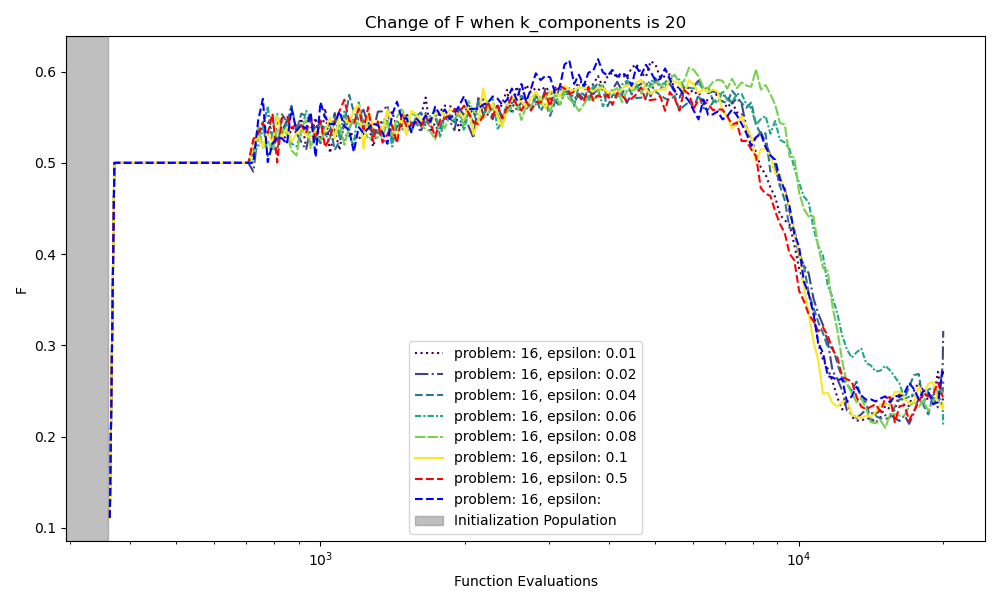 Change of F when k_components is 20
F
0.6
0.5
0.4
0.3
0.2
0.1
problem: 16, epsilon: 0.01
problem: 16, epsilon: 0.02
problem: 16, epsilon: 0.04
problem: 16, epsilon: 0.06
problem: 16, epsilon: 0.08
problem: 16, epsilon: 0.1
problem: 16, epsilon: 0.5
problem: 16, epsilon:
Initialization Population
10³
10⁴
Function Evaluations